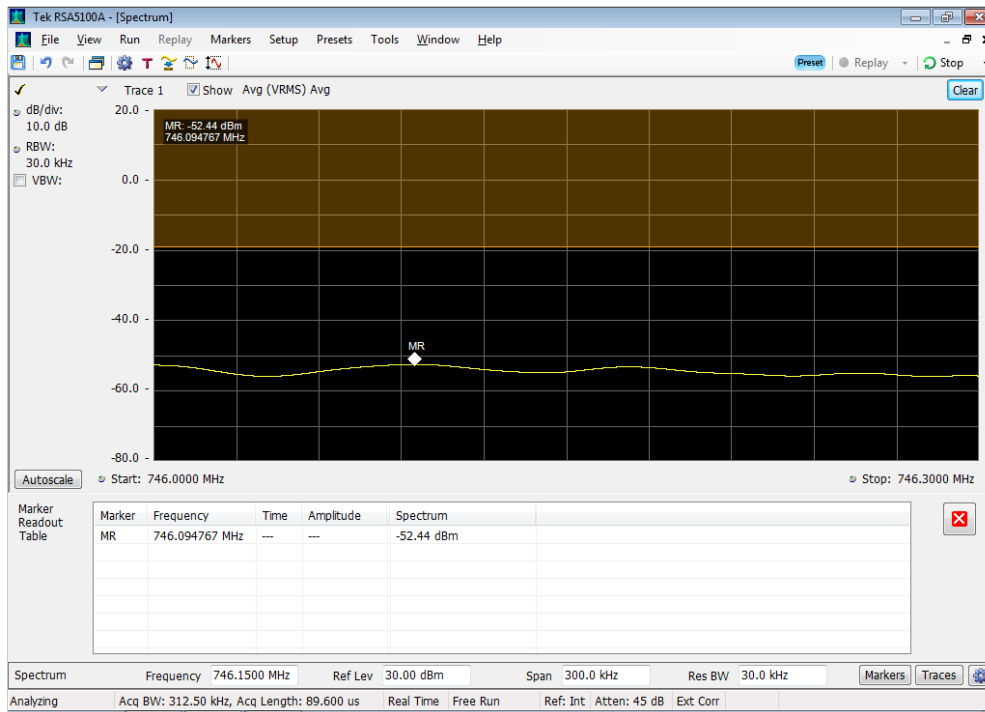 Tek RSA5100A - [Spectrum]
File View Run Replay Markers Setup Presets Tools Window Help
T Preset Replay Stop
Trace 1 Show Avg (VRMS) Avg Clear
dB/div:
10.0 dB
RBW:
30.0 kHz
VBW:
20.0
0.0
-20.0
-40.0
-60.0
-80.0
MR: -52.44 dBm
746.094767 MHz
MR
Autoscale Start: 746.0000 MHz Stop: 746.3000 MHz
Marker
Readout
Table
Marker Frequency Time Amplitude Spectrum
MR 746.094767 MHz --- --- -52.44 dBm
Spectrum Frequency 746.1500 MHz Ref Lev 30.00 dBm Span 300.0 kHz Res BW 30.0 kHz Markers Traces
Analyzing Acq BW: 312.50 kHz, Acq Length: 89.600 us Real Time Free Run Ref: Int Atten: 45 dB Ext Corr